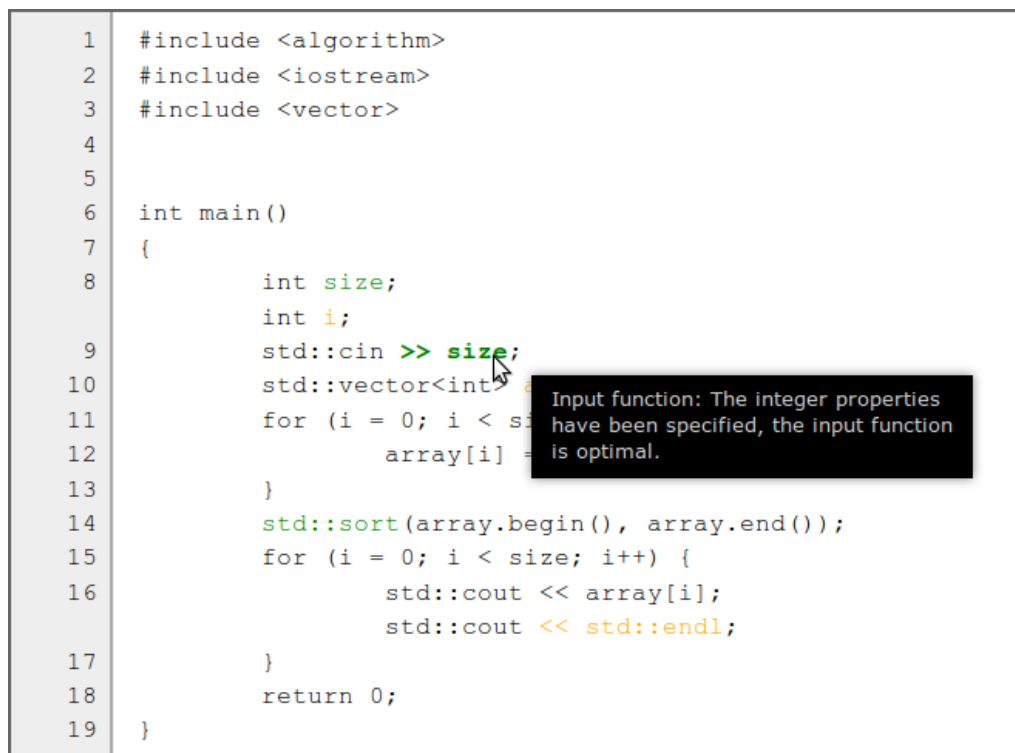 1 #include <algorithm>
2 #include <iostream>
3 #include <vector>
4
5
6 int main()
7 {
8 int size;
int i;
9 std::cin >> size;
10 std::vector<int>
11 for (i = 0; i <
12 array[i]
13 }
14 std::sort(array.begin(), array.end());
15 for (i = 0; i < size; i++) {
16 std::cout << array[i];
std::cout << std::endl;
17 }
18 return 0;
19 }
Input function: The integer properties
have been specified, the input function
is optimal.